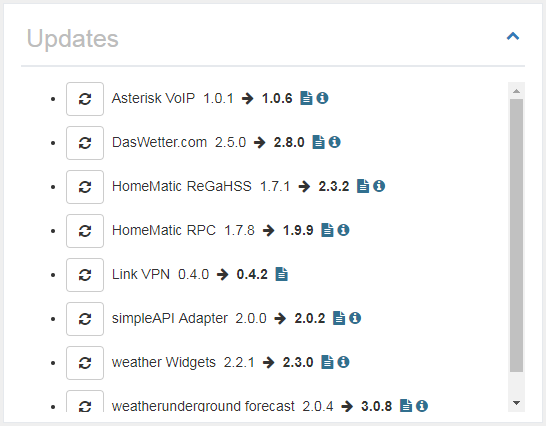 Updates
Asterisk VoIP 1.0.1 → 1.0.6
DasWetter.com 2.5.0 → 2.8.0
HomeMatic ReGaHSS 1.7.1 → 2.3.2
HomeMatic RPC 1.7.8 → 1.9.9
Link VPN 0.4.0 → 0.4.2
simpleAPI Adapter 2.0.0 → 2.0.2
weather Widgets 2.2.1 → 2.3.0
weatherunderground forecast 2.0.4 → 3.0.8